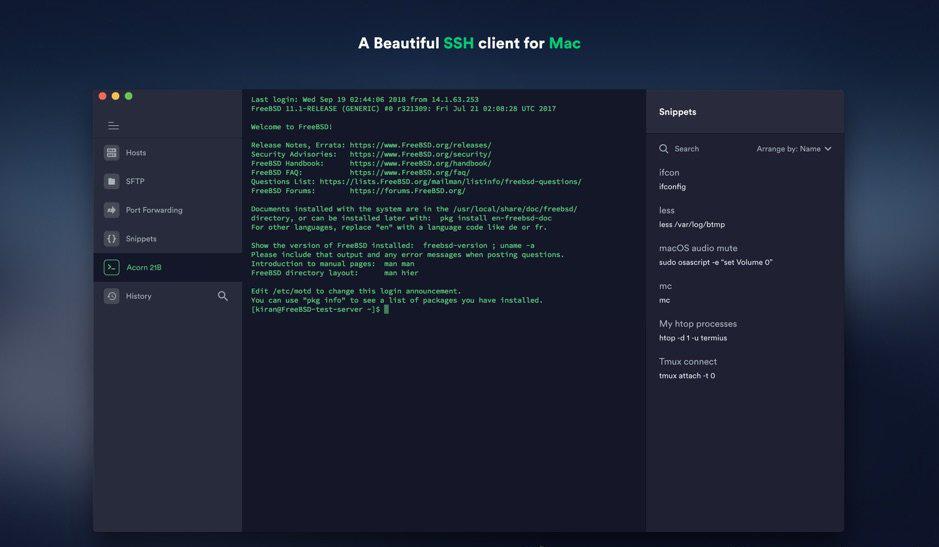 A Beautiful SSH client for Mac
Hosts
SFTP
Port Forwarding
Snippets
Acorn 21B
History
Last login: Wed Sep 19 02:44:06 2018 from 14.1.63.253
FreeBSD 11.1-RELEASE (GENERIC) #0 r321309: Fri Jul 21 02:08:28 UTC 2017
Welcome to FreeBSD!
Release Notes, Errata: https://www.FreeBSD.org/releases/
Security Advisories:   https://www.FreeBSD.org/security/
FreeBSD Handbook:      https://www.FreeBSD.org/handbook/
FreeBSD FAQ:           https://www.FreeBSD.org/faq/
Questions List: https://lists.FreeBSD.org/mailman/listinfo/freebsd-questions/
FreeBSD Forums:        https://forums.FreeBSD.org/
Documents installed with the system are in the /usr/local/share/doc/freebsd/
directory, or can be installed later with:  pkg install en-freebsd-doc
For other languages, replace "en" with a language code like de or fr.
Show the version of FreeBSD installed:  freebsd-version ; uname -a
Please include that output and any error messages when posting questions.
Introduction to manual pages:  man man
FreeBSD directory layout:      man hier
Edit /etc/motd to change this login announcement.
You can use "pkg info" to see a list of packages you have installed.
[kiran@FreeBSD-test-server ~]$
Snippets
Search
Arrange by: Name
ifcon
ifconfig
less
less /var/log/btmp
macOS audio mute
sudo osascript -e “set Volume 0”
mc
mc
My htop processes
htop -d 1 -u termius
Tmux connect
tmux attach -t 0